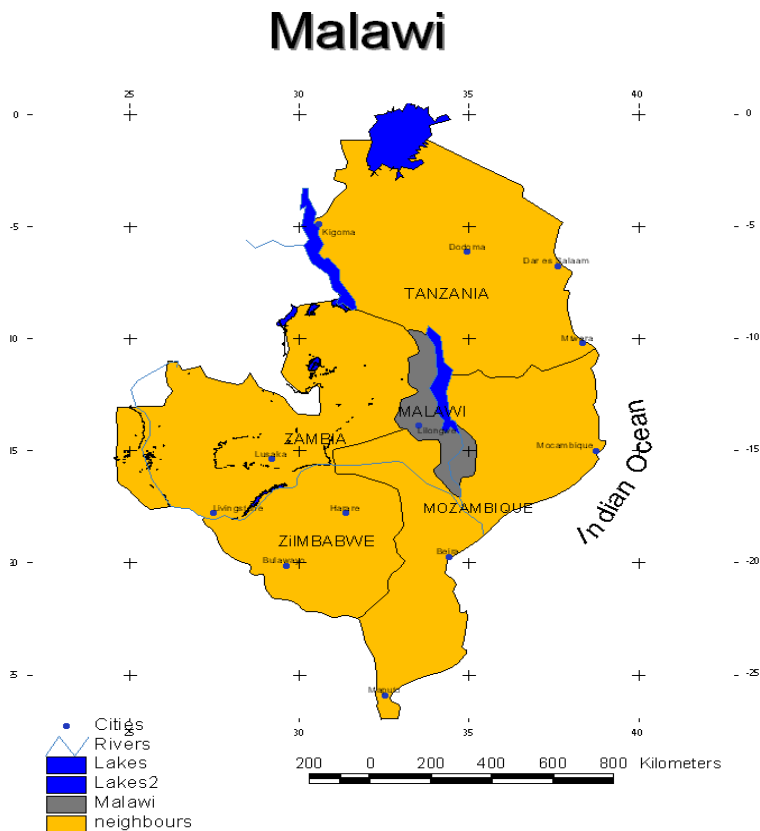 Malawi
25 30 35 40
0 0
Kigoma
-5 -5
Dodoma
Dar es Salaam
TANZANIA
10 -10
Mtwara
MALAWI
Lilongwe
ZAMBIA
Mocambique
15 -15
Lusaka
Indian Ocean
Livingstone
Harare
MOZAMBIQUE
ZiIMBABWE
Beira
20 -20
Bulawayo
-25
Maputo
30 35 40
Cities
Rivers
Lakes
Lakes2
Malawi
neighbours
200 0 200 400 600 800 Kilometers